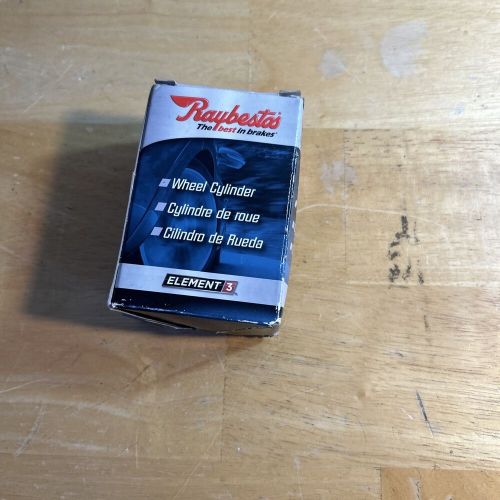 Raybestos
The best in brakes®
Wheel Cylinder
Cylindre de roue
Cilindro de Rueda
ELEMENT 3